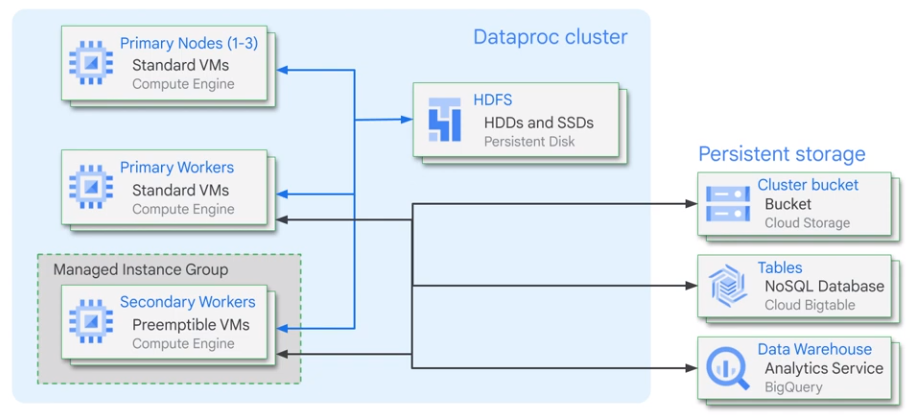 Dataproc cluster
Primary Nodes (1-3)
Standard VMs
Compute Engine
HDFS
HDDs and SSDs
Persistent Disk
Primary Workers
Standard VMs
Compute Engine
Managed Instance Group
Secondary Workers
Preemptible VMs
Compute Engine
Persistent storage
Cluster bucket
Bucket
Cloud Storage
Tables
NoSQL Database
Cloud Bigtable
Data Warehouse
Analytics Service
BigQuery